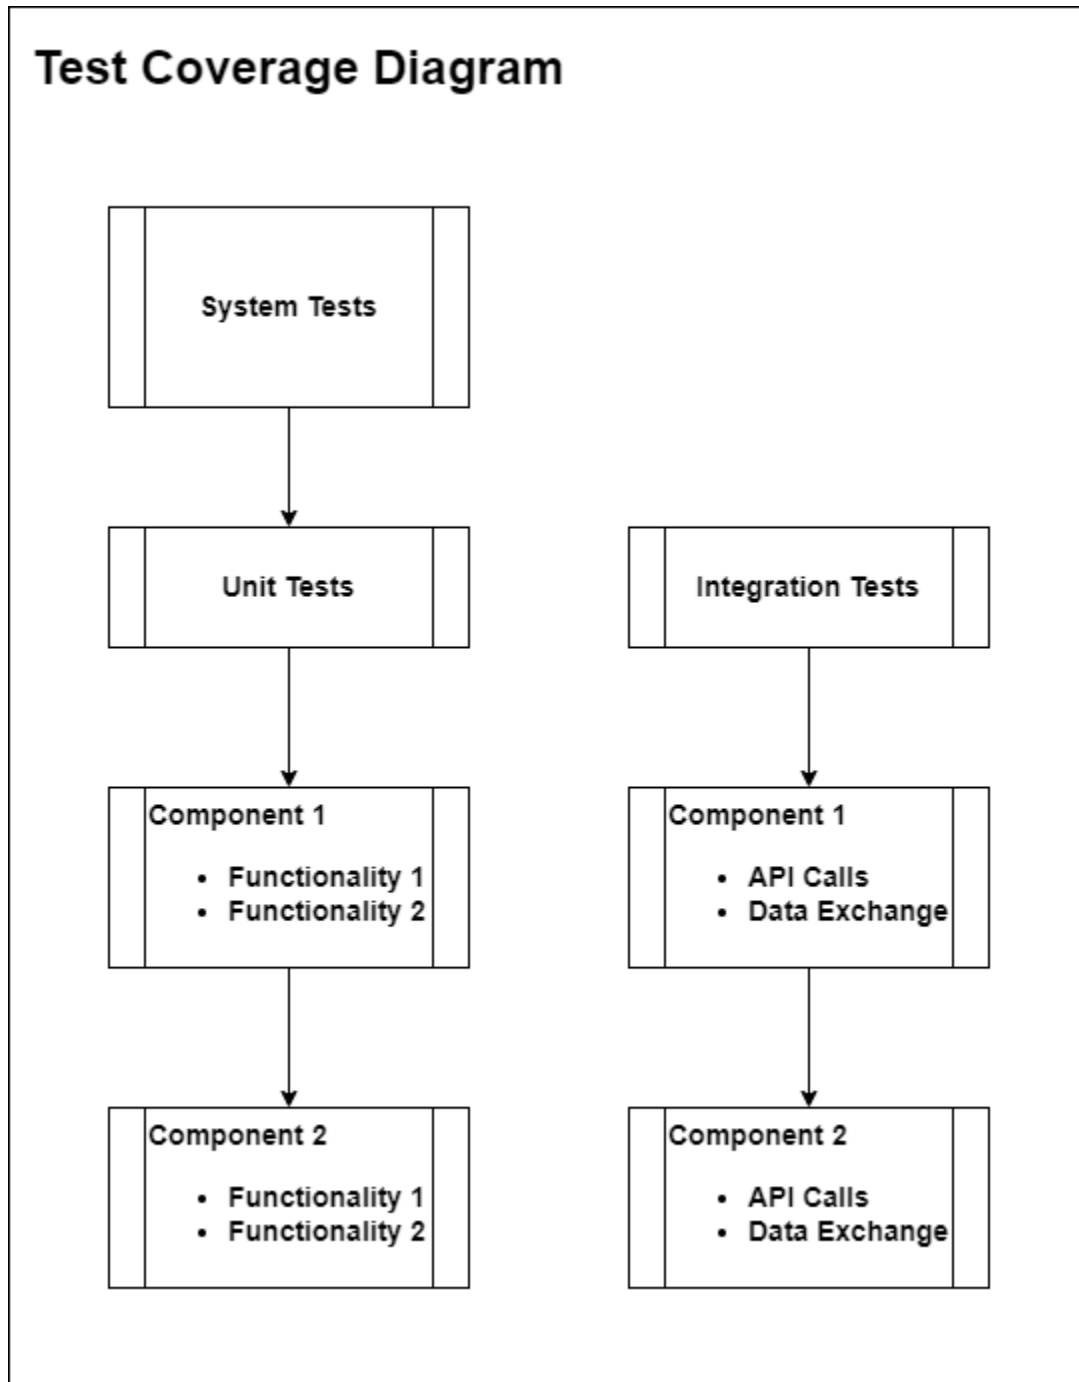 Test Coverage Diagram
System Tests
Unit Tests
Integration Tests
Component 1
• Functionality 1
• Functionality 2
Component 1
• API Calls
• Data Exchange
Component 2
• Functionality 1
• Functionality 2
Component 2
• API Calls
• Data Exchange